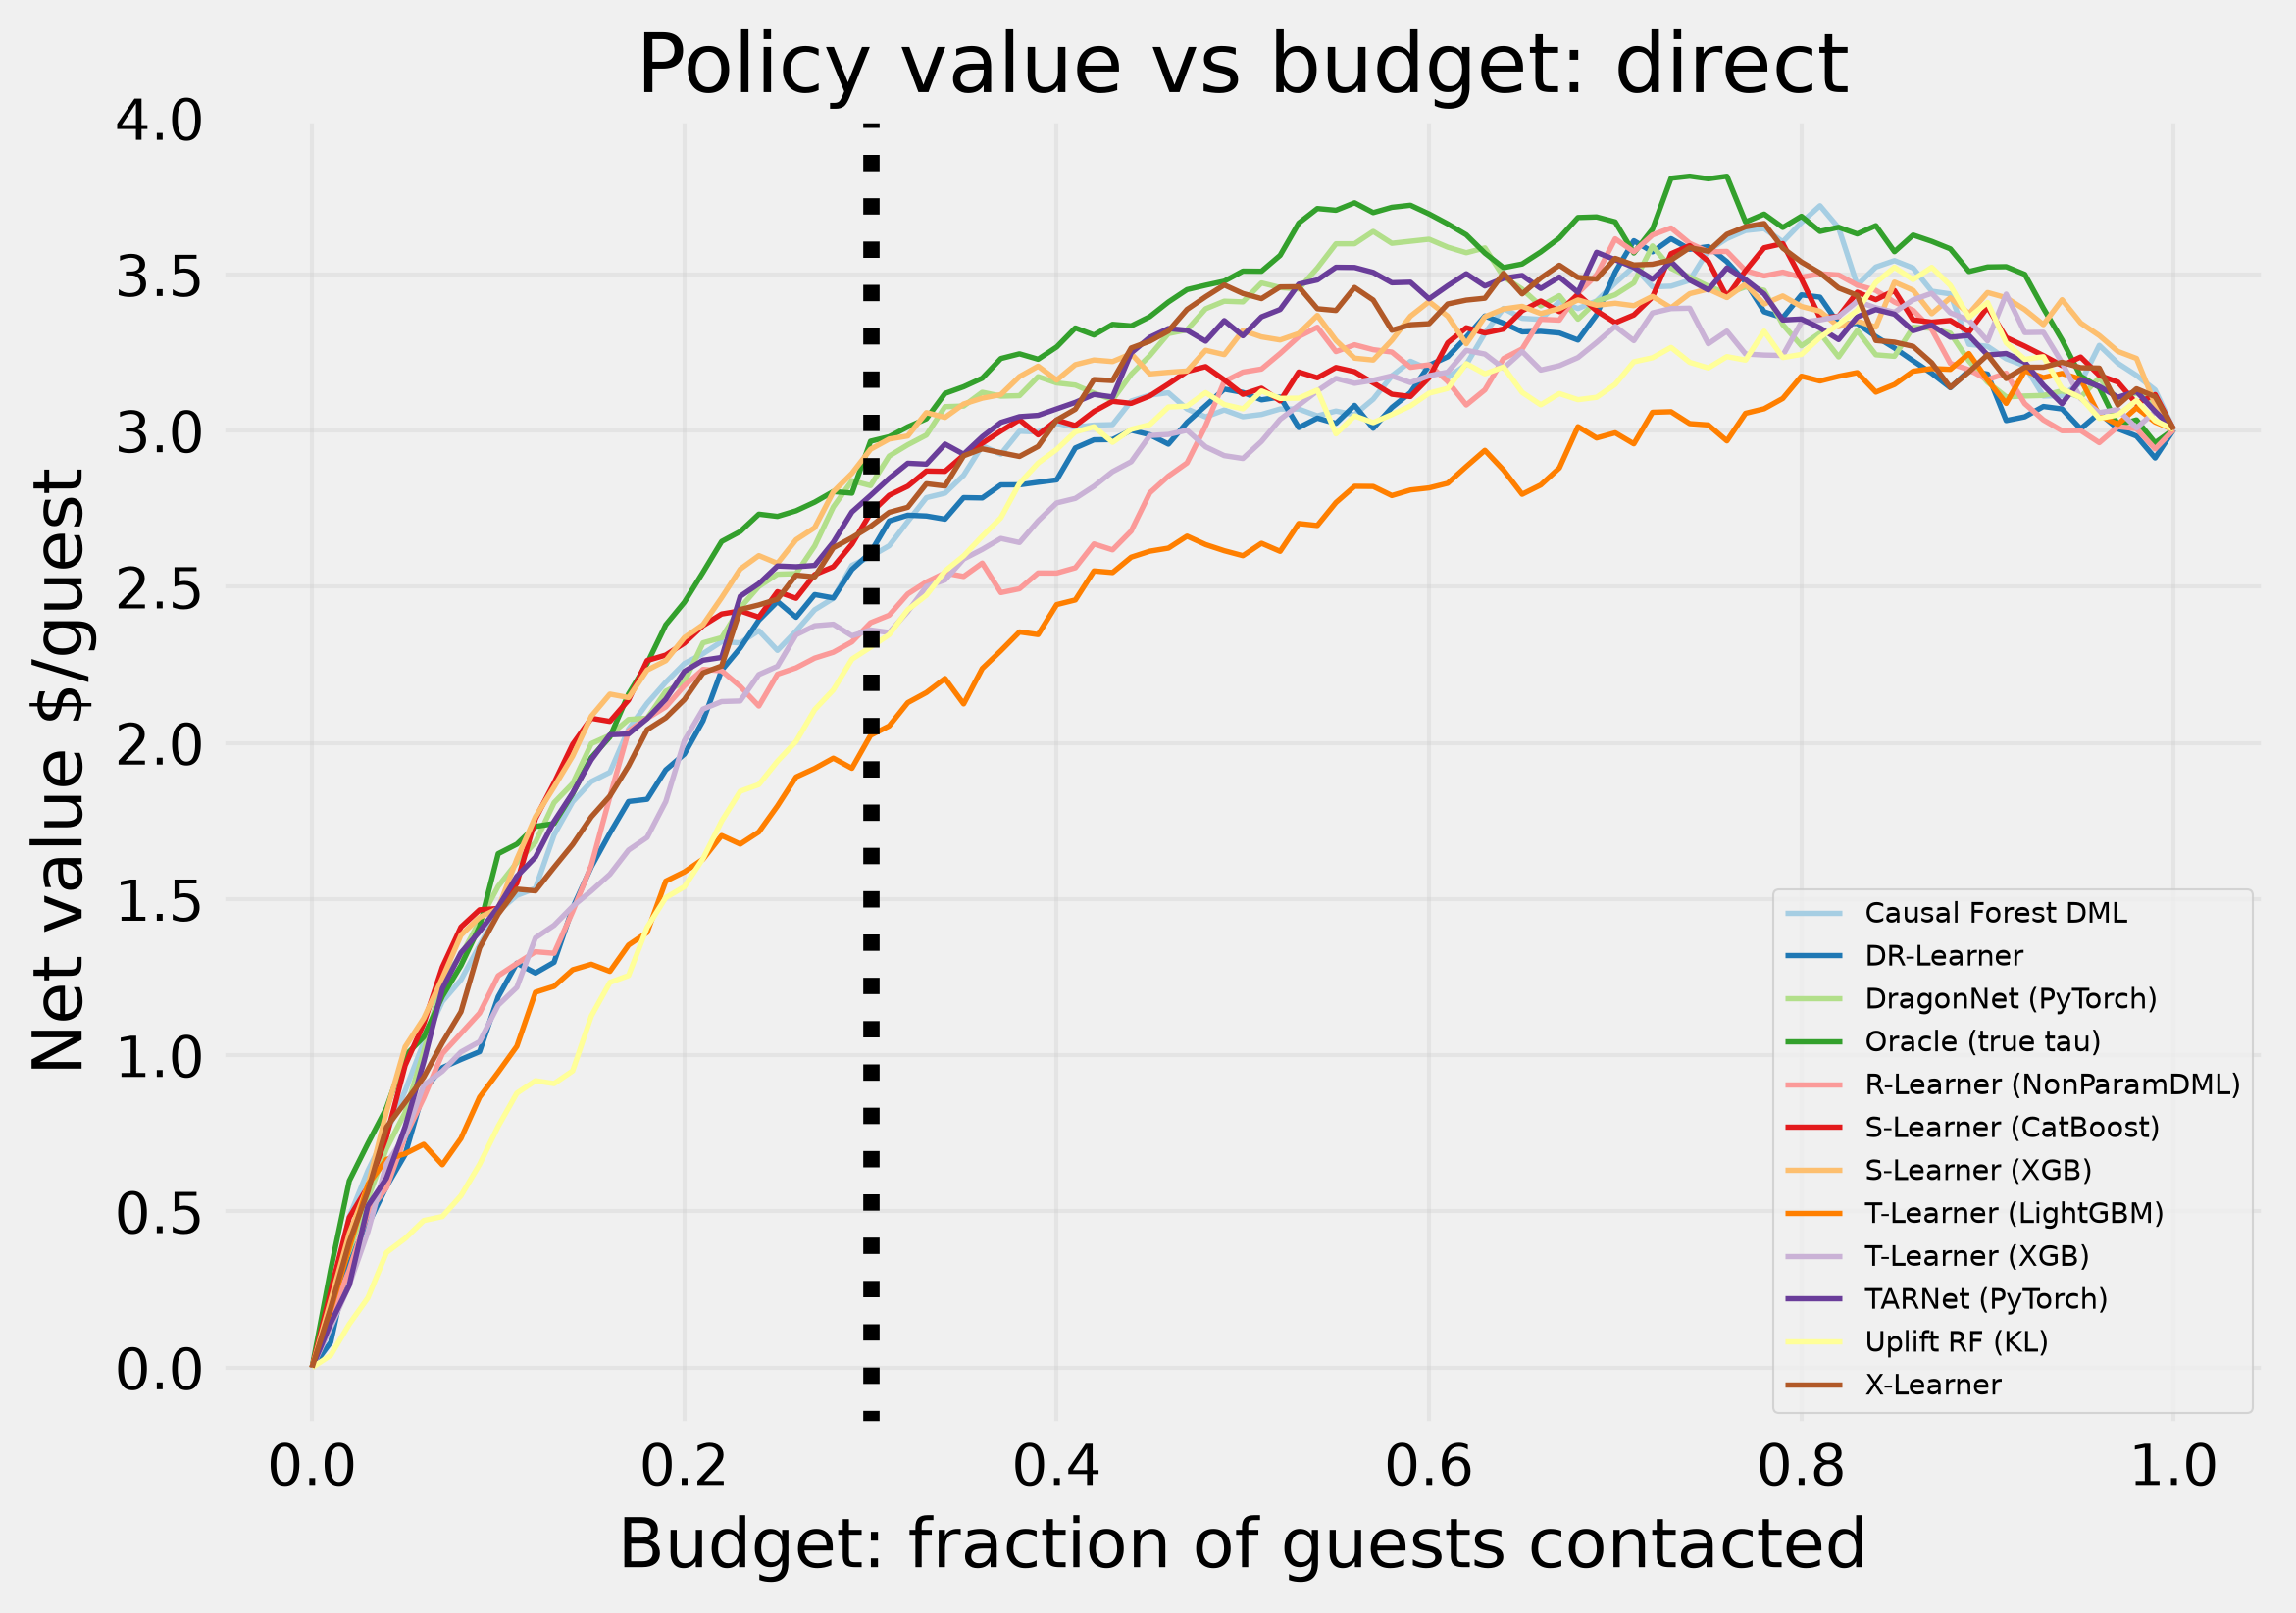 Policy value vs budget: direct
Net value $/guest
4.0
3.5
3.0
2.5
2.0
1.5
1.0
0.5
0.0
Causal Forest DML
DR-Learner
DragonNet (PyTorch)
Oracle (true tau)
R-Learner (NonParamDML)
S-Learner (CatBoost)
S-Learner (XGB)
T-Learner (LightGBM)
T-Learner (XGB)
TARNet (PyTorch)
Uplift RF (KL)
X-Learner
0.0 0.2 0.4 0.6 0.8 1.0
Budget: fraction of guests contacted